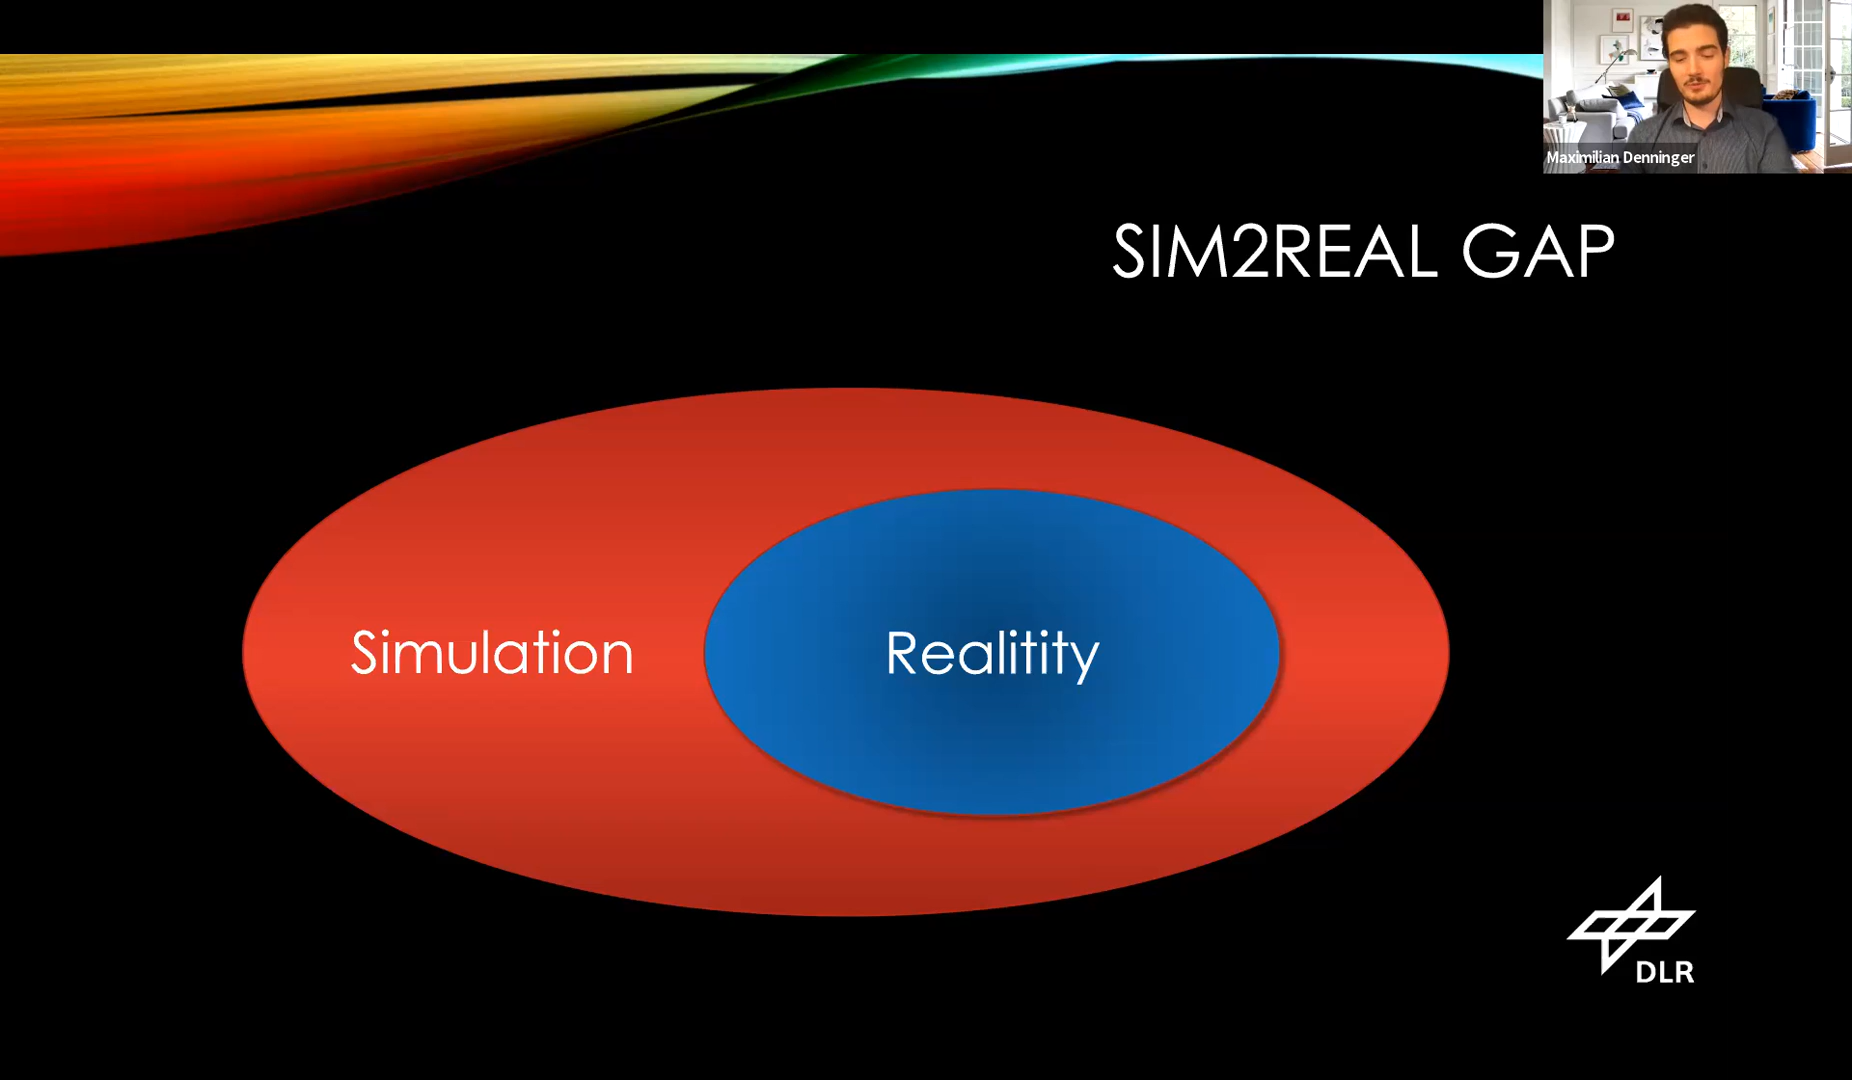 Maximilian Denninger
SIM2REAL GAP
Simulation
Realitity
DLR